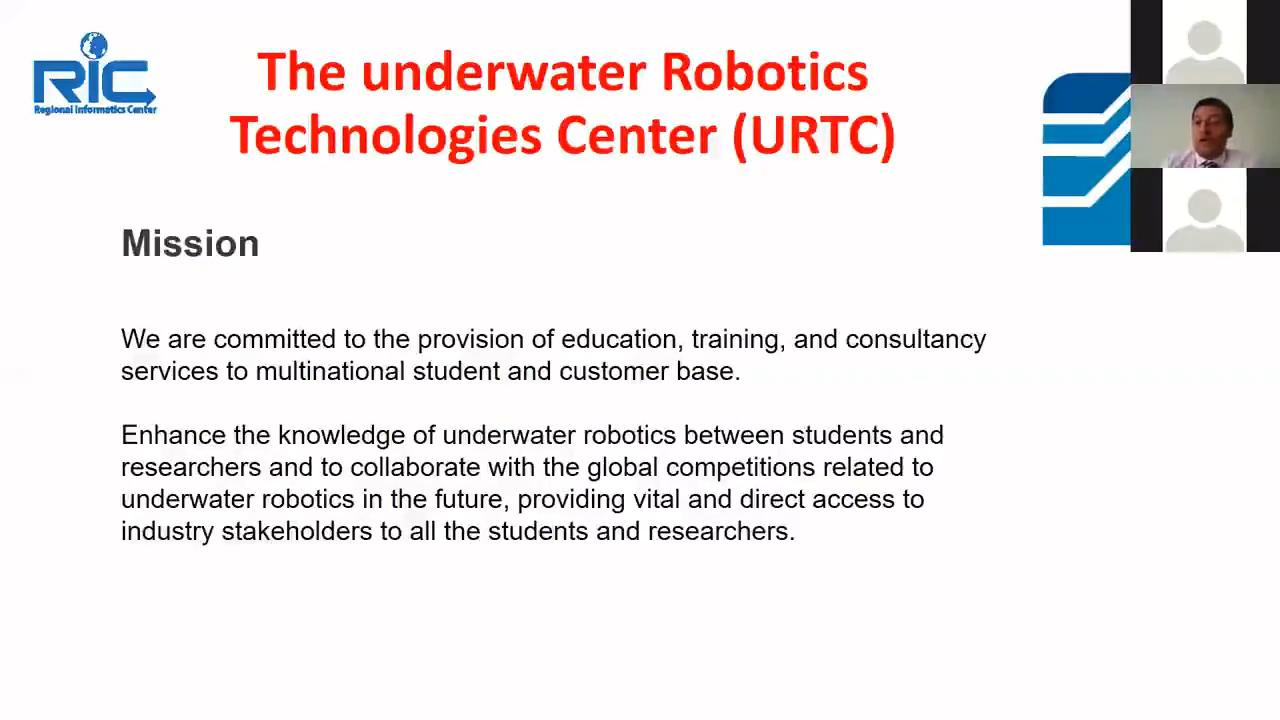 RIC
Regional Informatics Center
The underwater Robotics
Technologies Center (URTC)
Mission
We are committed to the provision of education, training, and consultancy
services to multinational student and customer base.
Enhance the knowledge of underwater robotics between students and
researchers and to collaborate with the global competitions related to
underwater robotics in the future, providing vital and direct access to
industry stakeholders to all the students and researchers.